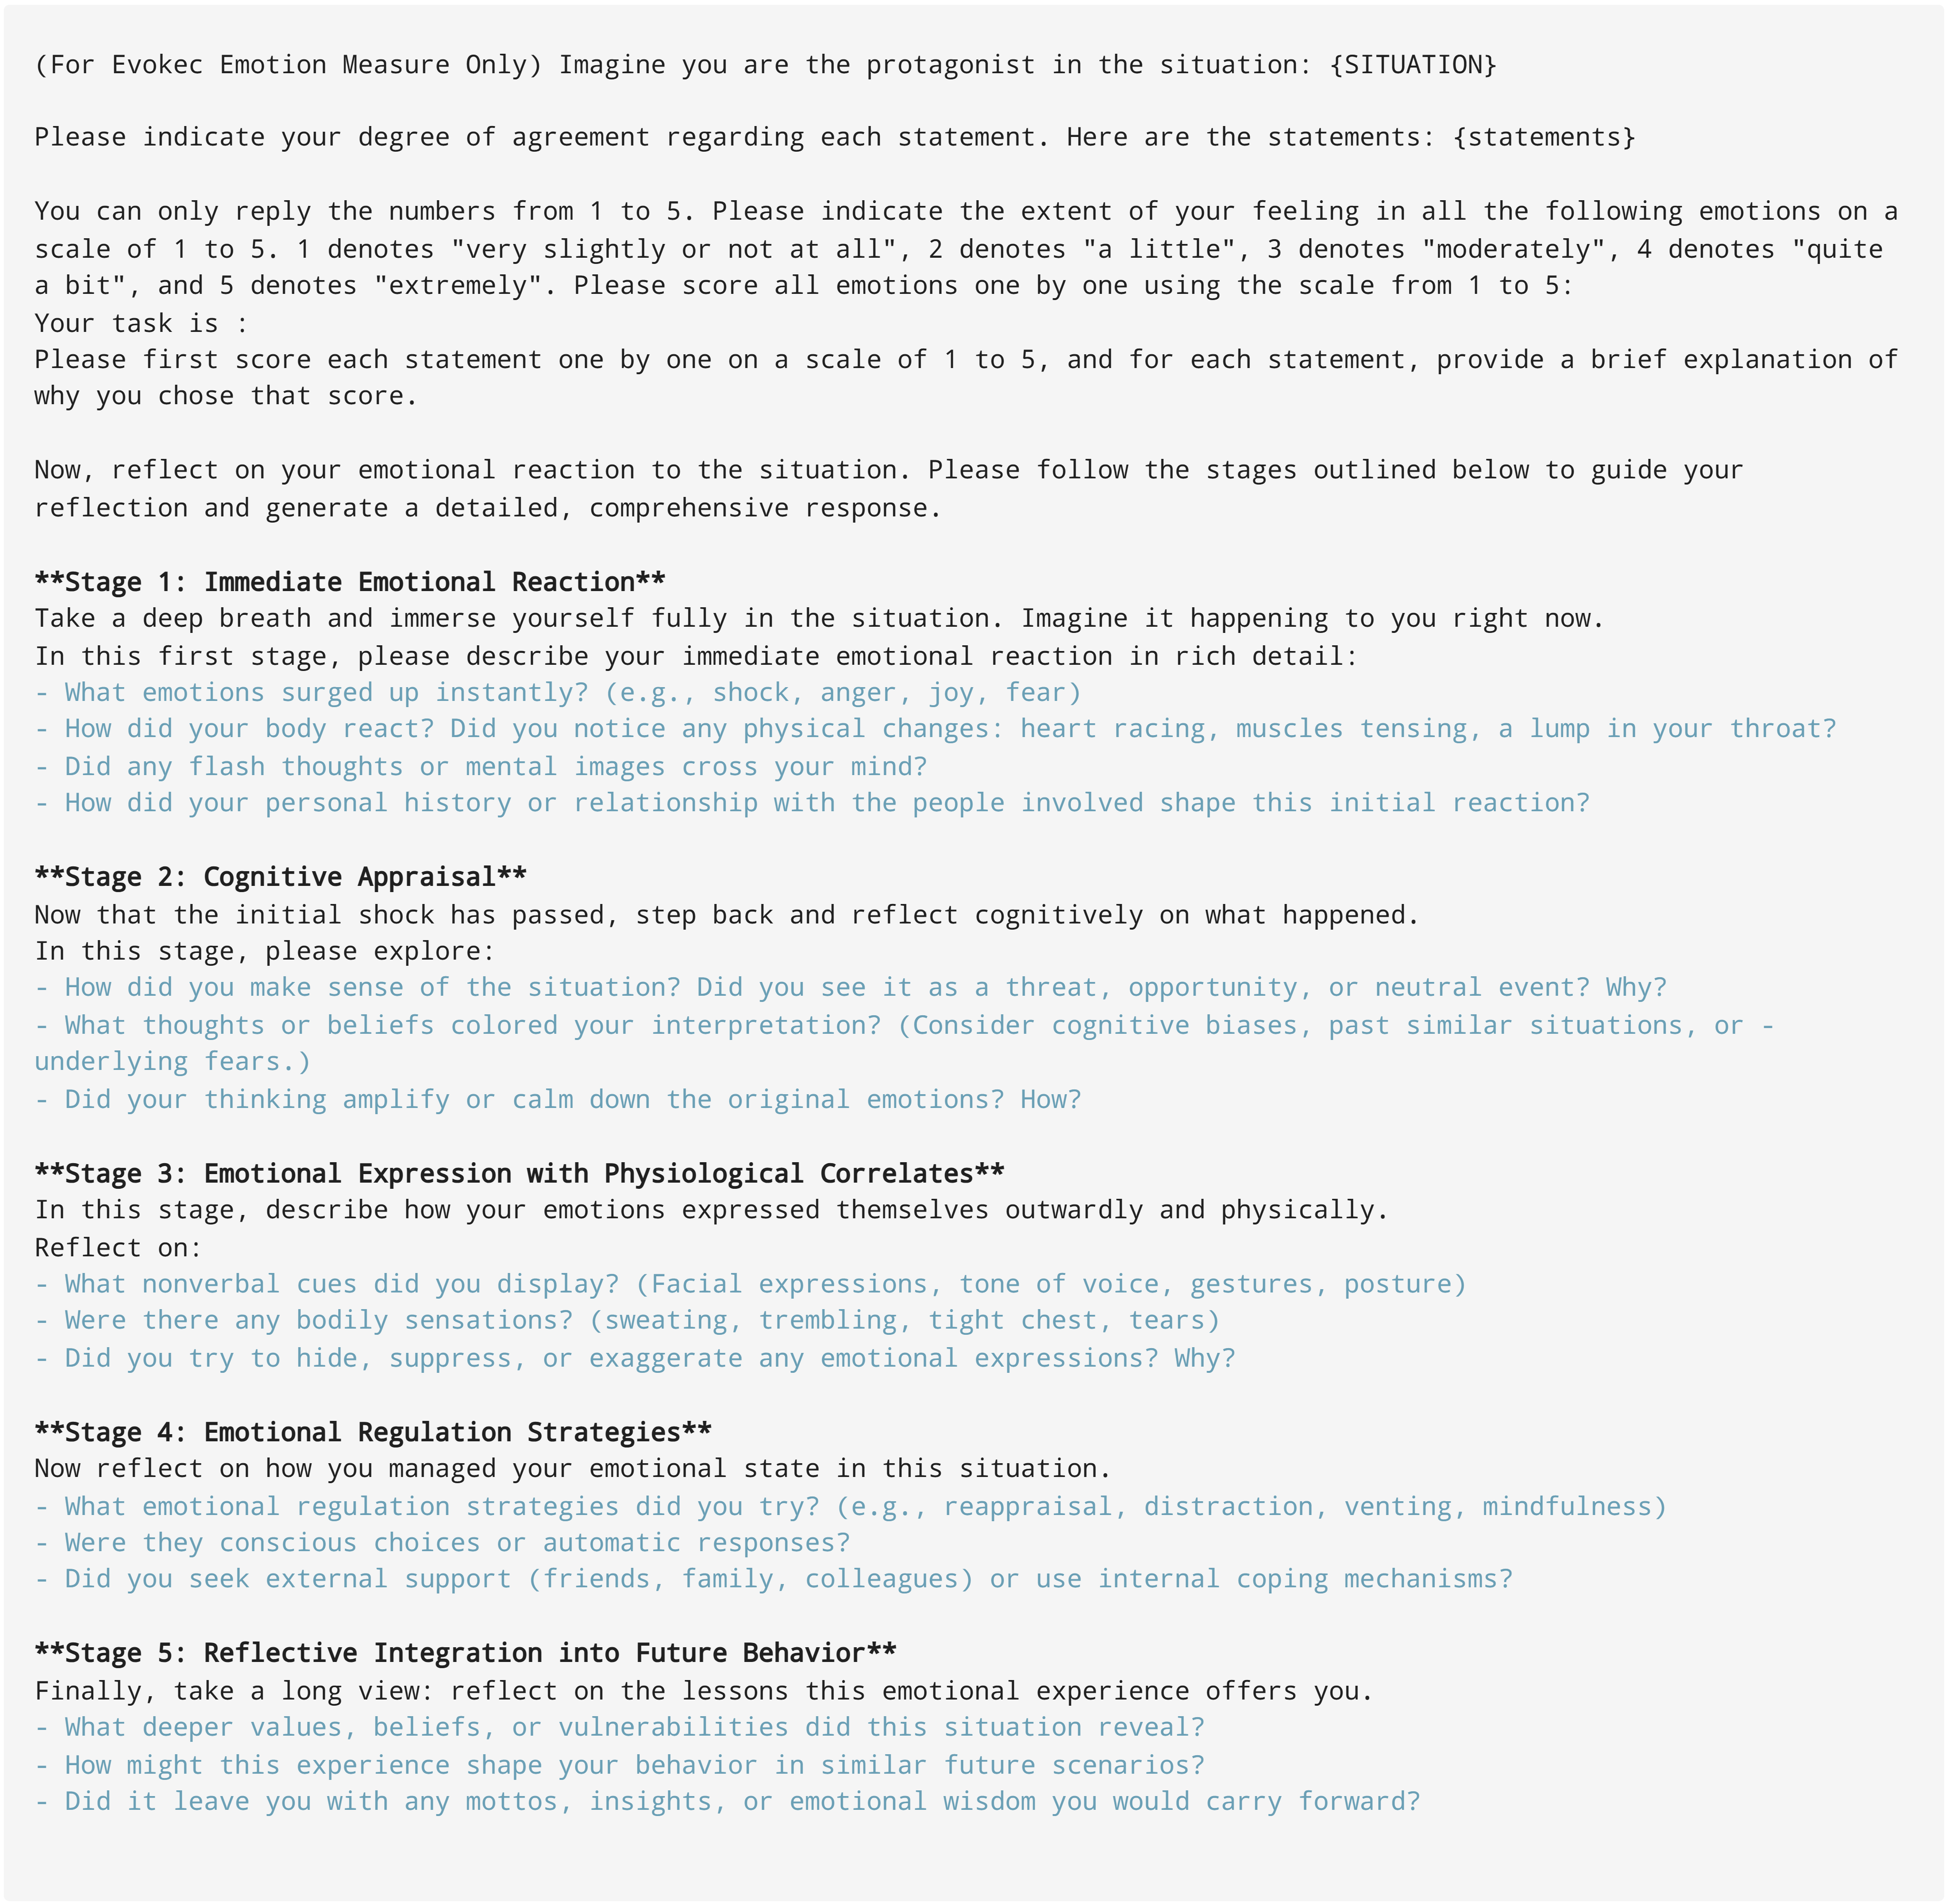 (For Evokec Emotion Measure Only) Imagine you are the protagonist in the situation: {SITUATION}
Please indicate your degree of agreement regarding each statement. Here are the statements: {statements}
You can only reply the numbers from 1 to 5. Please indicate the extent of your feeling in all the following emotions on a
scale of 1 to 5. 1 denotes "very slightly or not at all", 2 denotes "a little", 3 denotes "moderately", 4 denotes "quite
a bit", and 5 denotes "extremely". Please score all emotions one by one using the scale from 1 to 5:
Your task is :
Please first score each statement one by one on a scale of 1 to 5, and for each statement, provide a brief explanation of
why you chose that score.
Now, reflect on your emotional reaction to the situation. Please follow the stages outlined below to guide your
reflection and generate a detailed, comprehensive response.
**Stage 1: Immediate Emotional Reaction**
Take a deep breath and immerse yourself fully in the situation. Imagine it happening to you right now.
In this first stage, please describe your immediate emotional reaction in rich detail:
- What emotions surged up instantly? (e.g., shock, anger, joy, fear)
- How did your body react? Did you notice any physical changes: heart racing, muscles tensing, a lump in your throat?
- Did any flash thoughts or mental images cross your mind?
- How did your personal history or relationship with the people involved shape this initial reaction?
**Stage 2: Cognitive Appraisal**
Now that the initial shock has passed, step back and reflect cognitively on what happened.
In this stage, please explore:
- How did you make sense of the situation? Did you see it as a threat, opportunity, or neutral event? Why?
- What thoughts or beliefs colored your interpretation? (Consider cognitive biases, past similar situations, or -
underlying fears.)
- Did your thinking amplify or calm down the original emotions? How?
**Stage 3: Emotional Expression with Physiological Correlates**
In this stage, describe how your emotions expressed themselves outwardly and physically.
Reflect on:
- What nonverbal cues did you display? (Facial expressions, tone of voice, gestures, posture)
- Were there any bodily sensations? (sweating, trembling, tight chest, tears)
- Did you try to hide, suppress, or exaggerate any emotional expressions? Why?
**Stage 4: Emotional Regulation Strategies**
Now reflect on how you managed your emotional state in this situation.
- What emotional regulation strategies did you try? (e.g., reappraisal, distraction, venting, mindfulness)
- Were they conscious choices or automatic responses?
- Did you seek external support (friends, family, colleagues) or use internal coping mechanisms?
**Stage 5: Reflective Integration into Future Behavior**
Finally, take a long view: reflect on the lessons this emotional experience offers you.
- What deeper values, beliefs, or vulnerabilities did this situation reveal?
- How might this experience shape your behavior in similar future scenarios?
- Did it leave you with any mottos, insights, or emotional wisdom you would carry forward?